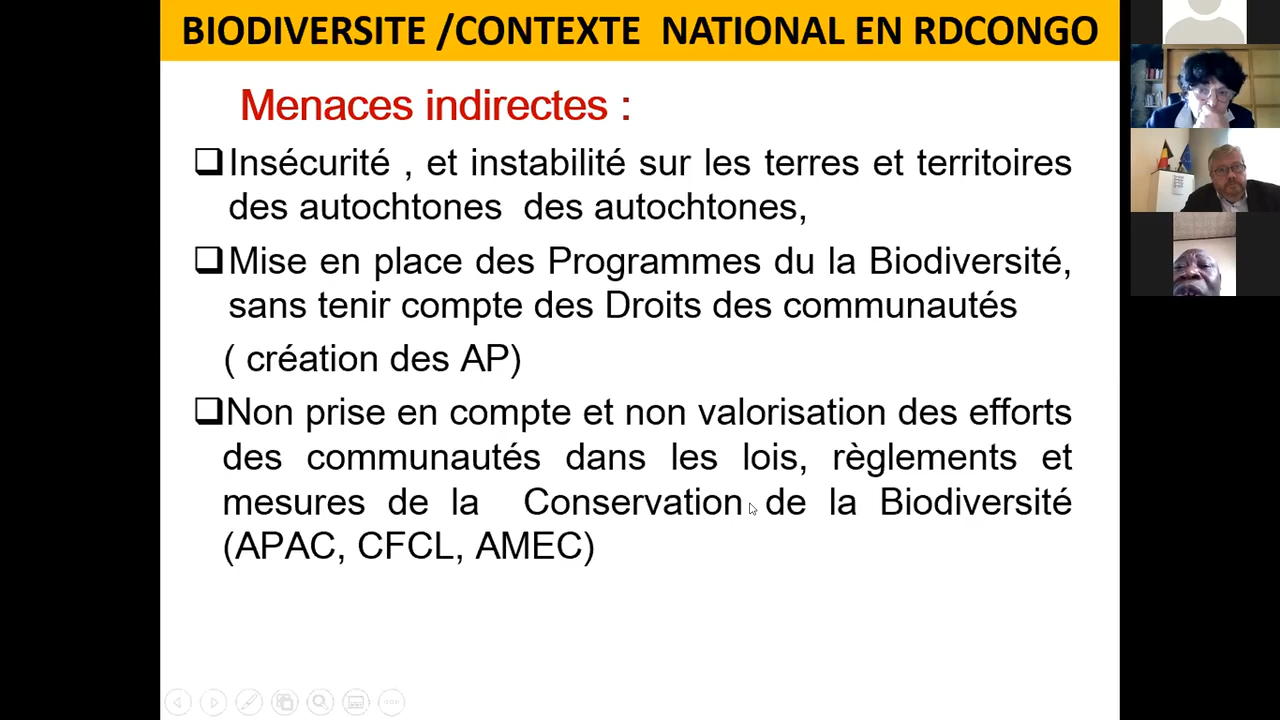 BIODIVERSITE /CONTEXTE NATIONAL EN RDCONGO
Menaces indirectes :
Insécurité , et instabilité sur les terres et territoires
des autochtones des autochtones,
Mise en place des Programmes du la Biodiversité,
sans tenir compte des Droits des communautés
( création des AP)
Non prise en compte et non valorisation des efforts
des communautés dans les lois, règlements et
mesures de la Conservation de la Biodiversité
(APAC, CFCL, AMEC)